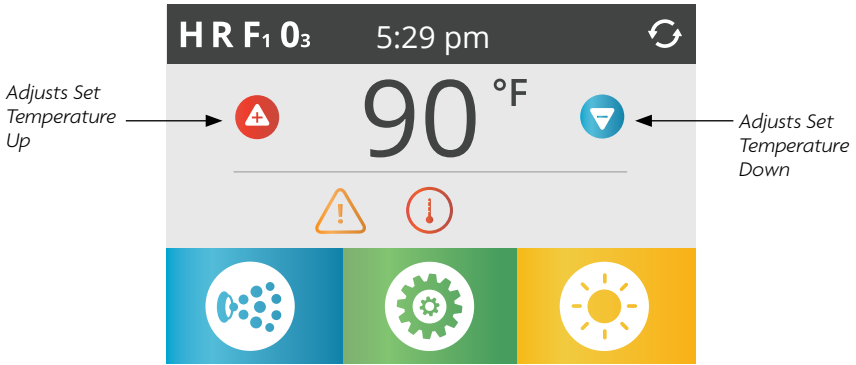 H R F1 03
5:29 pm
Adjusts Set
Temperature
Up
90 °F
Adjusts Set
Temperature
Down